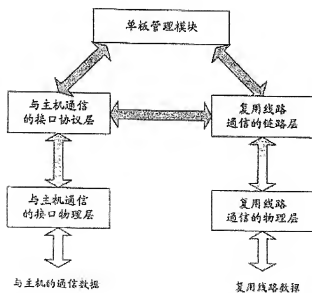 单板管理模块
与主机通信
的接口协议层
复用线路
通信的链路层
与主机通信
的接口物理层
复用线路
通信的物理层
与主机的通信数据
复用线路数据